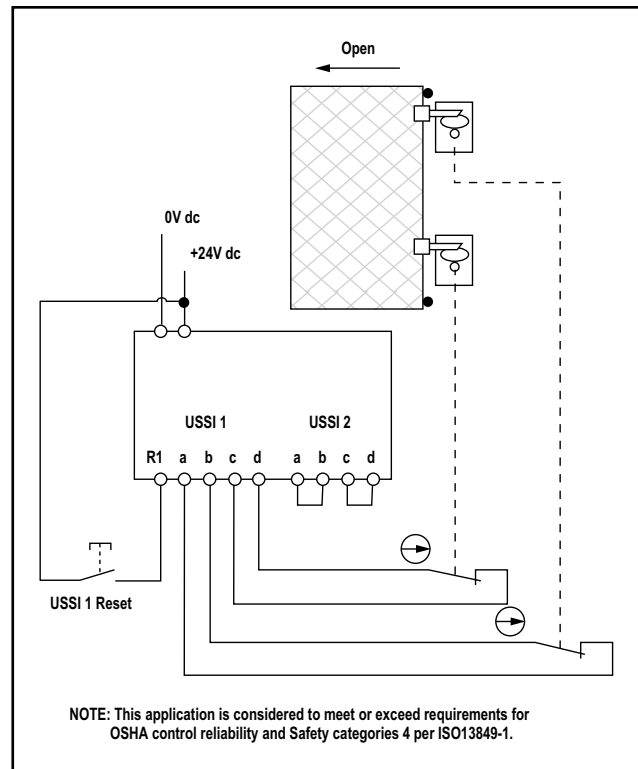 Open
0V dc
+24V dc
USSI 1 USSI 2
R1 a b c d a b c d
USSI 1 Reset
NOTE: This application is considered to meet or exceed requirements for
OSHA control reliability and Safety categories 4 per ISO13849-1.